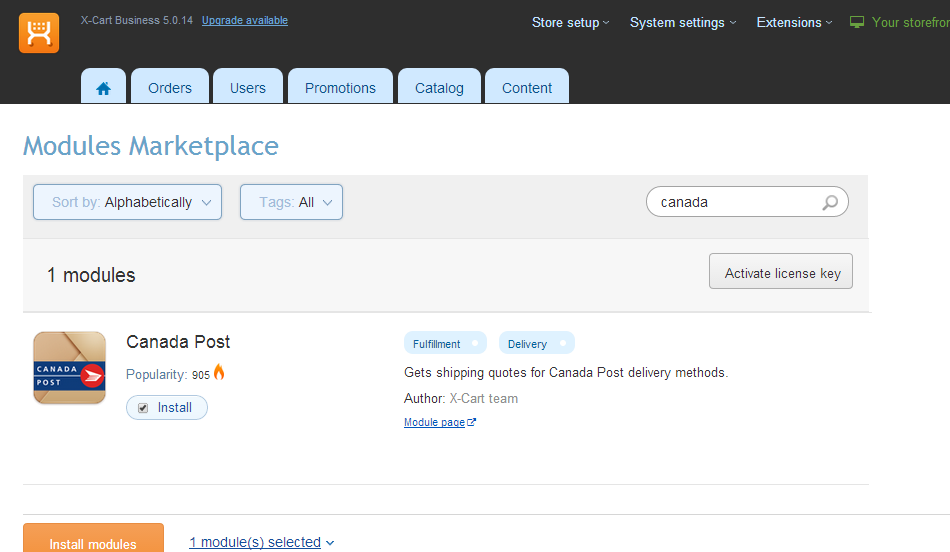 X-Cart Business 5.0.14 Upgrade available
Store setup System settings Extensions Your storefron
Orders Users Promotions Catalog Content
Modules Marketplace
Sort by: Alphabetically Tags: All canada
1 modules Activate license key
CANADA
POST
Canada Post
Popularity: 905
Install
Fulfillment Delivery
Gets shipping quotes for Canada Post delivery methods.
Author: X-Cart team
Module page
Install modules 1 module(s) selected